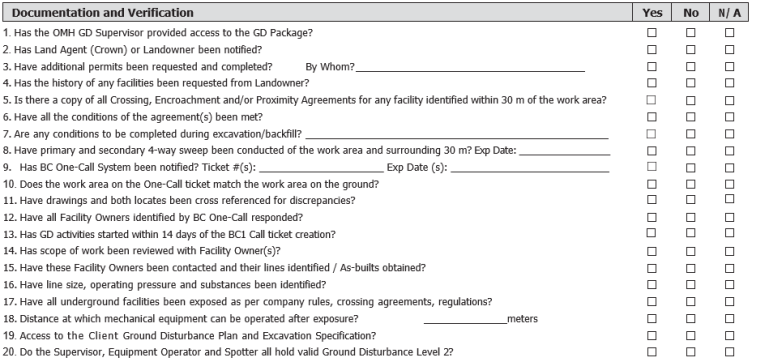 Documentation and Verification Yes No N/ A
1. Has the OMH GD Supervisor provided access to the GD Package? ☐ ☐ ☐
2. Has Land Agent (Crown) or Landowner been notified? ☐ ☐ ☐
3. Have additional permits been requested and completed? By Whom?____________________ ☐ ☐ ☐
4. Has the history of any facilities been requested from Landowner? ☐ ☐ ☐
5. Is there a copy of all Crossing, Encroachment and/or Proximity Agreements for any facility identified within 30 m of the work area? ☐ ☐ ☐
6. Have all the conditions of the agreement(s) been met? ☐ ☐ ☐
7. Are any conditions to be completed during excavation/backfill? ____________________ ☐ ☐ ☐
8. Have primary and secondary 4-way sweep been conducted of the work area and surrounding 30 m? Exp Date: ____________ ☐ ☐ ☐
9. Has BC One-Call System been notified? Ticket #(s): ____________ Exp Date (s): ____________ ☐ ☐ ☐
10. Does the work area on the One-Call ticket match the work area on the ground? ☐ ☐ ☐
11. Have drawings and both locates been cross referenced for discrepancies? ☐ ☐ ☐
12. Have all Facility Owners identified by BC One-Call responded? ☐ ☐ ☐
13. Has GD activities started within 14 days of the BC1 Call ticket creation? ☐ ☐ ☐
14. Has scope of work been reviewed with Facility Owner(s)? ☐ ☐ ☐
15. Have these Facility Owners been contacted and their lines identified / As-builts obtained? ☐ ☐ ☐
16. Have line size, operating pressure and substances been identified? ☐ ☐ ☐
17. Have all underground facilities been exposed as per company rules, crossing agreements, regulations? ☐ ☐ ☐
18. Distance at which mechanical equipment can be operated after exposure? ____________meters ☐ ☐ ☐
19. Access to the Client Ground Disturbance Plan and Excavation Specification? ☐ ☐ ☐
20. Do the Supervisor, Equipment Operator and Spotter all hold valid Ground Disturbance Level 2? ☐ ☐ ☐